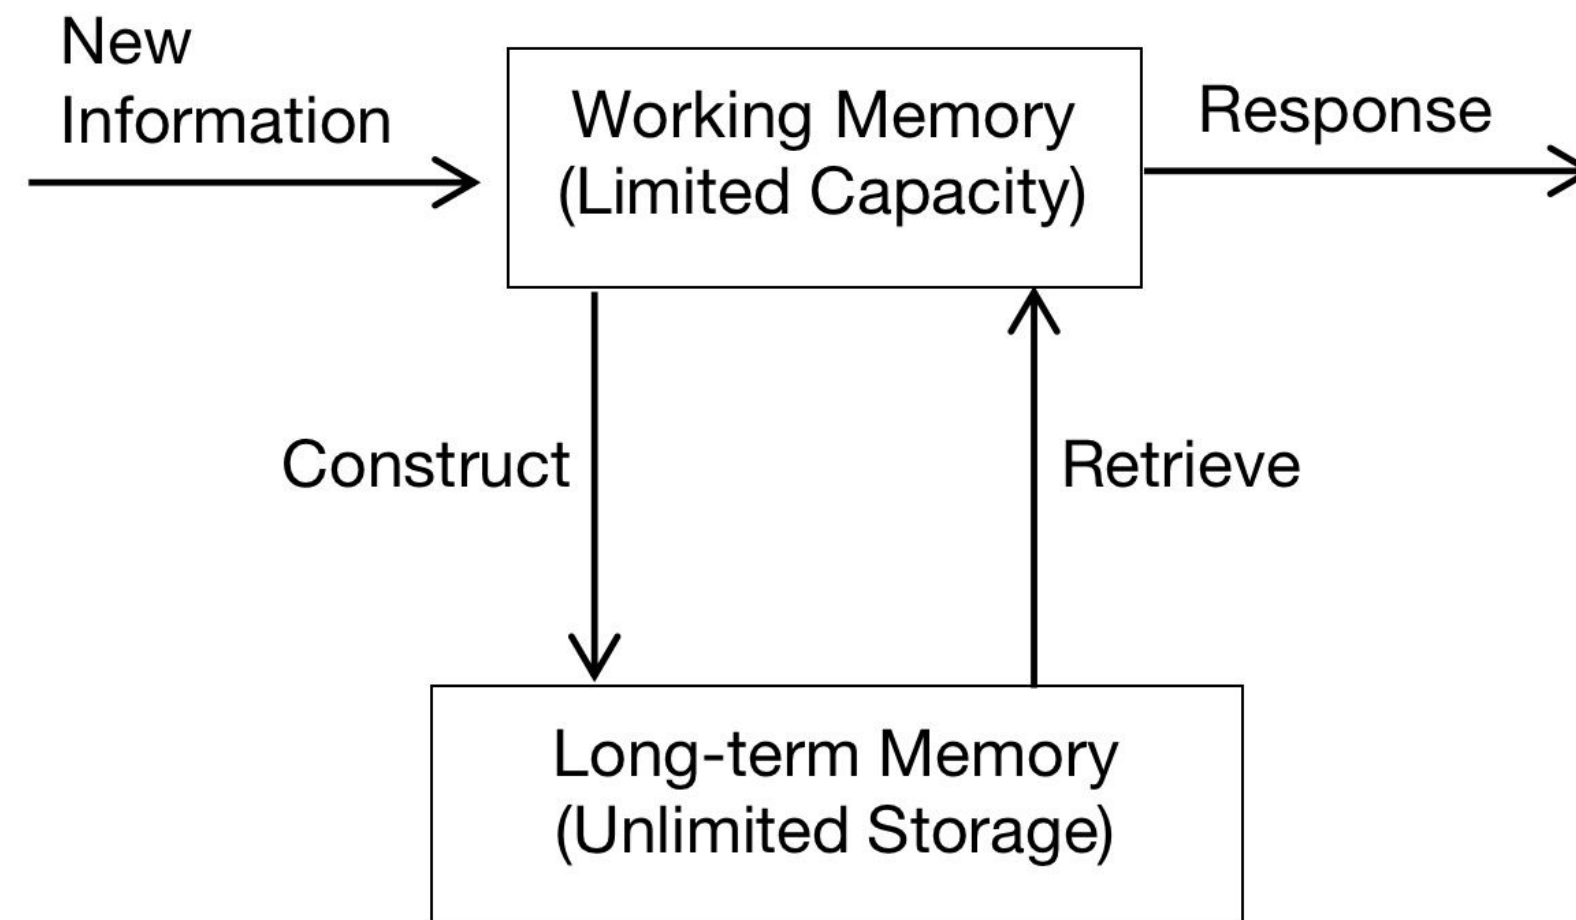 New
Information
Working Memory
(Limited Capacity)
Response
Construct
Retrieve
Long-term Memory
(Unlimited Storage)